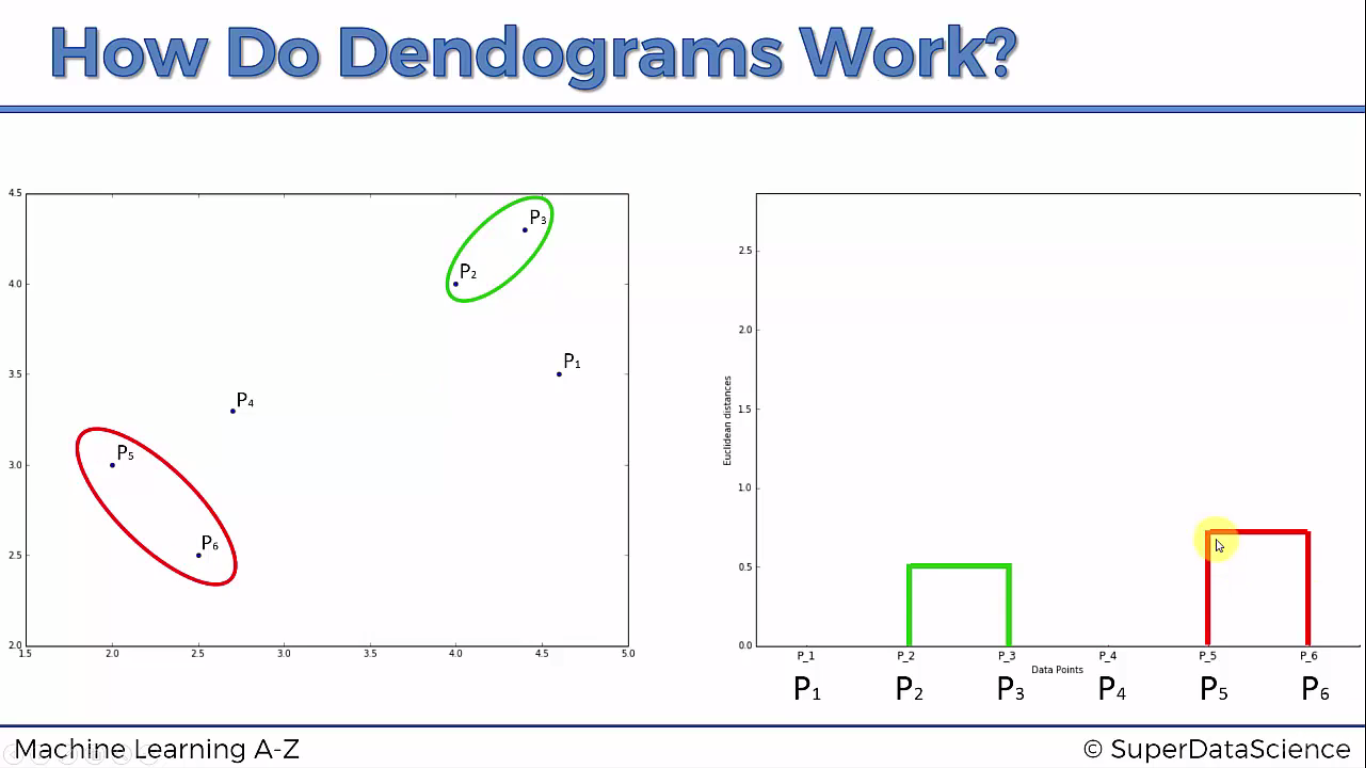 How Do Dendograms Work?
4.5
4.0
3.5
3.0
2.5
2.0
1.5 2.0 2.5 3.0 3.5 4.0 4.5 5.0
P₃
P₂
P₁
P₄
P₅
P₆
Euclidean distances
2.5
2.0
1.5
1.0
0.5
0.0
P_1 P_2 P_3 P_4 P_5 P_6
Data Points
P₁ P₂ P₃ P₄ P₅ P₆
Machine Learning A-Z
© SuperDataScience